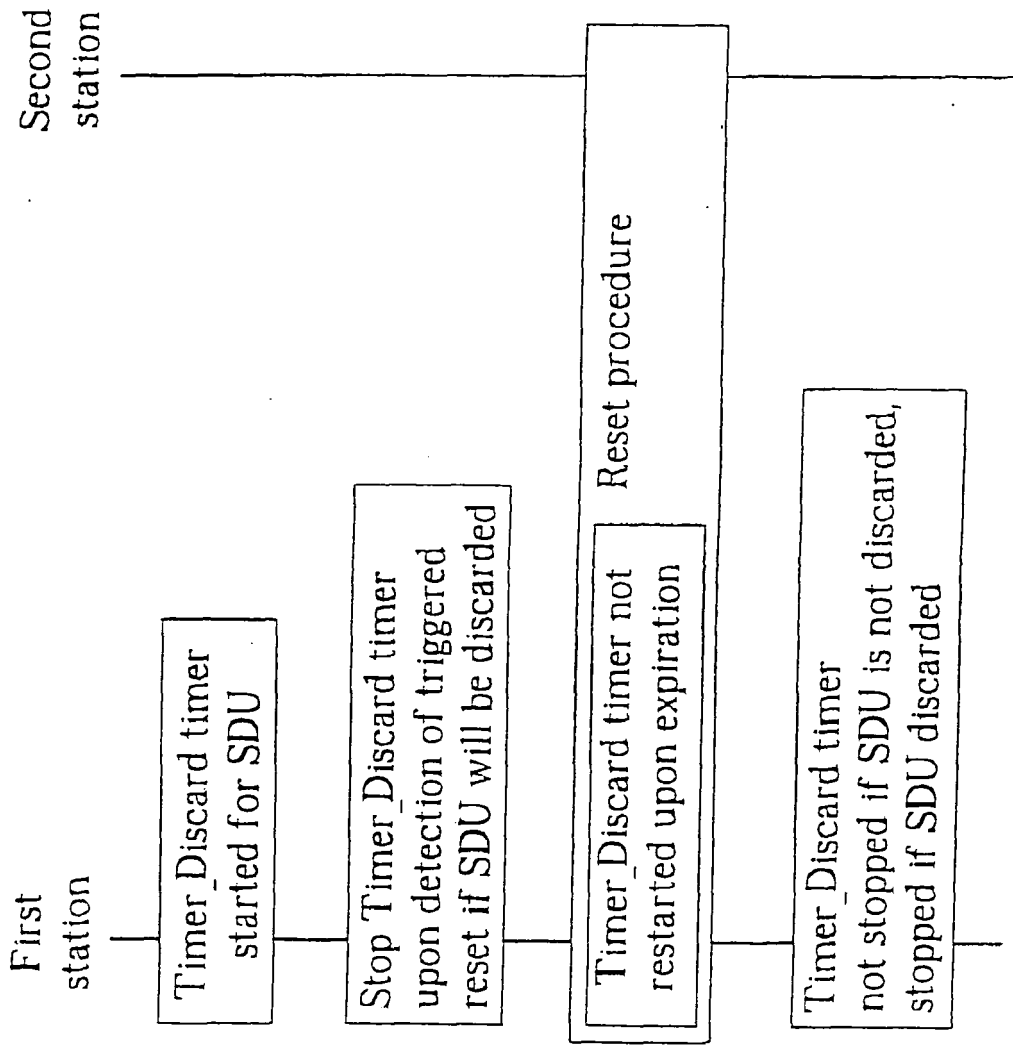 First
station
Second
station
Timer_Discard timer
started for SDU
Stop Timer_Discard timer
upon detection of triggered
reset if SDU will be discarded
Timer_Discard timer not
restarted upon expiration
Reset procedure
Timer_Discard timer
not stopped if SDU is not discarded,
stopped if SDU discarded